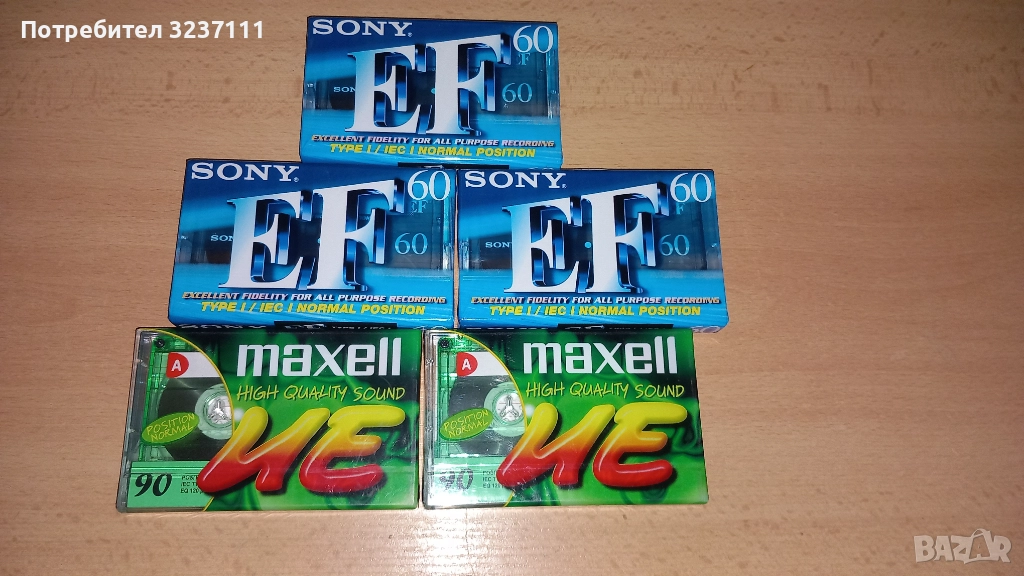 Потребител 3237111
SONY®
60
EF
SON
60
EXCELLENT FIDELITY FOR ALL PURPOSE RECORDING
TYPE I / IEC I NORMAL POSITION
SONY®
60
EF
SON
60
EXCELLENT FIDELITY FOR ALL PURPOSE RECORDING
TYPE I / IEC I NORMAL POSITION
SONY®
60
EF
SON
60
EXCELLENT FIDELITY FOR ALL PURPOSE RECORDING
TYPE I / IEC I NORMAL POSITION
maxell
A
HIGH QUALITY SOUND
POSITION
NORMAL
UE
90
maxell
A
HIGH QUALITY SOUND
POSITION
NORMAL
UE
90
BAZAR